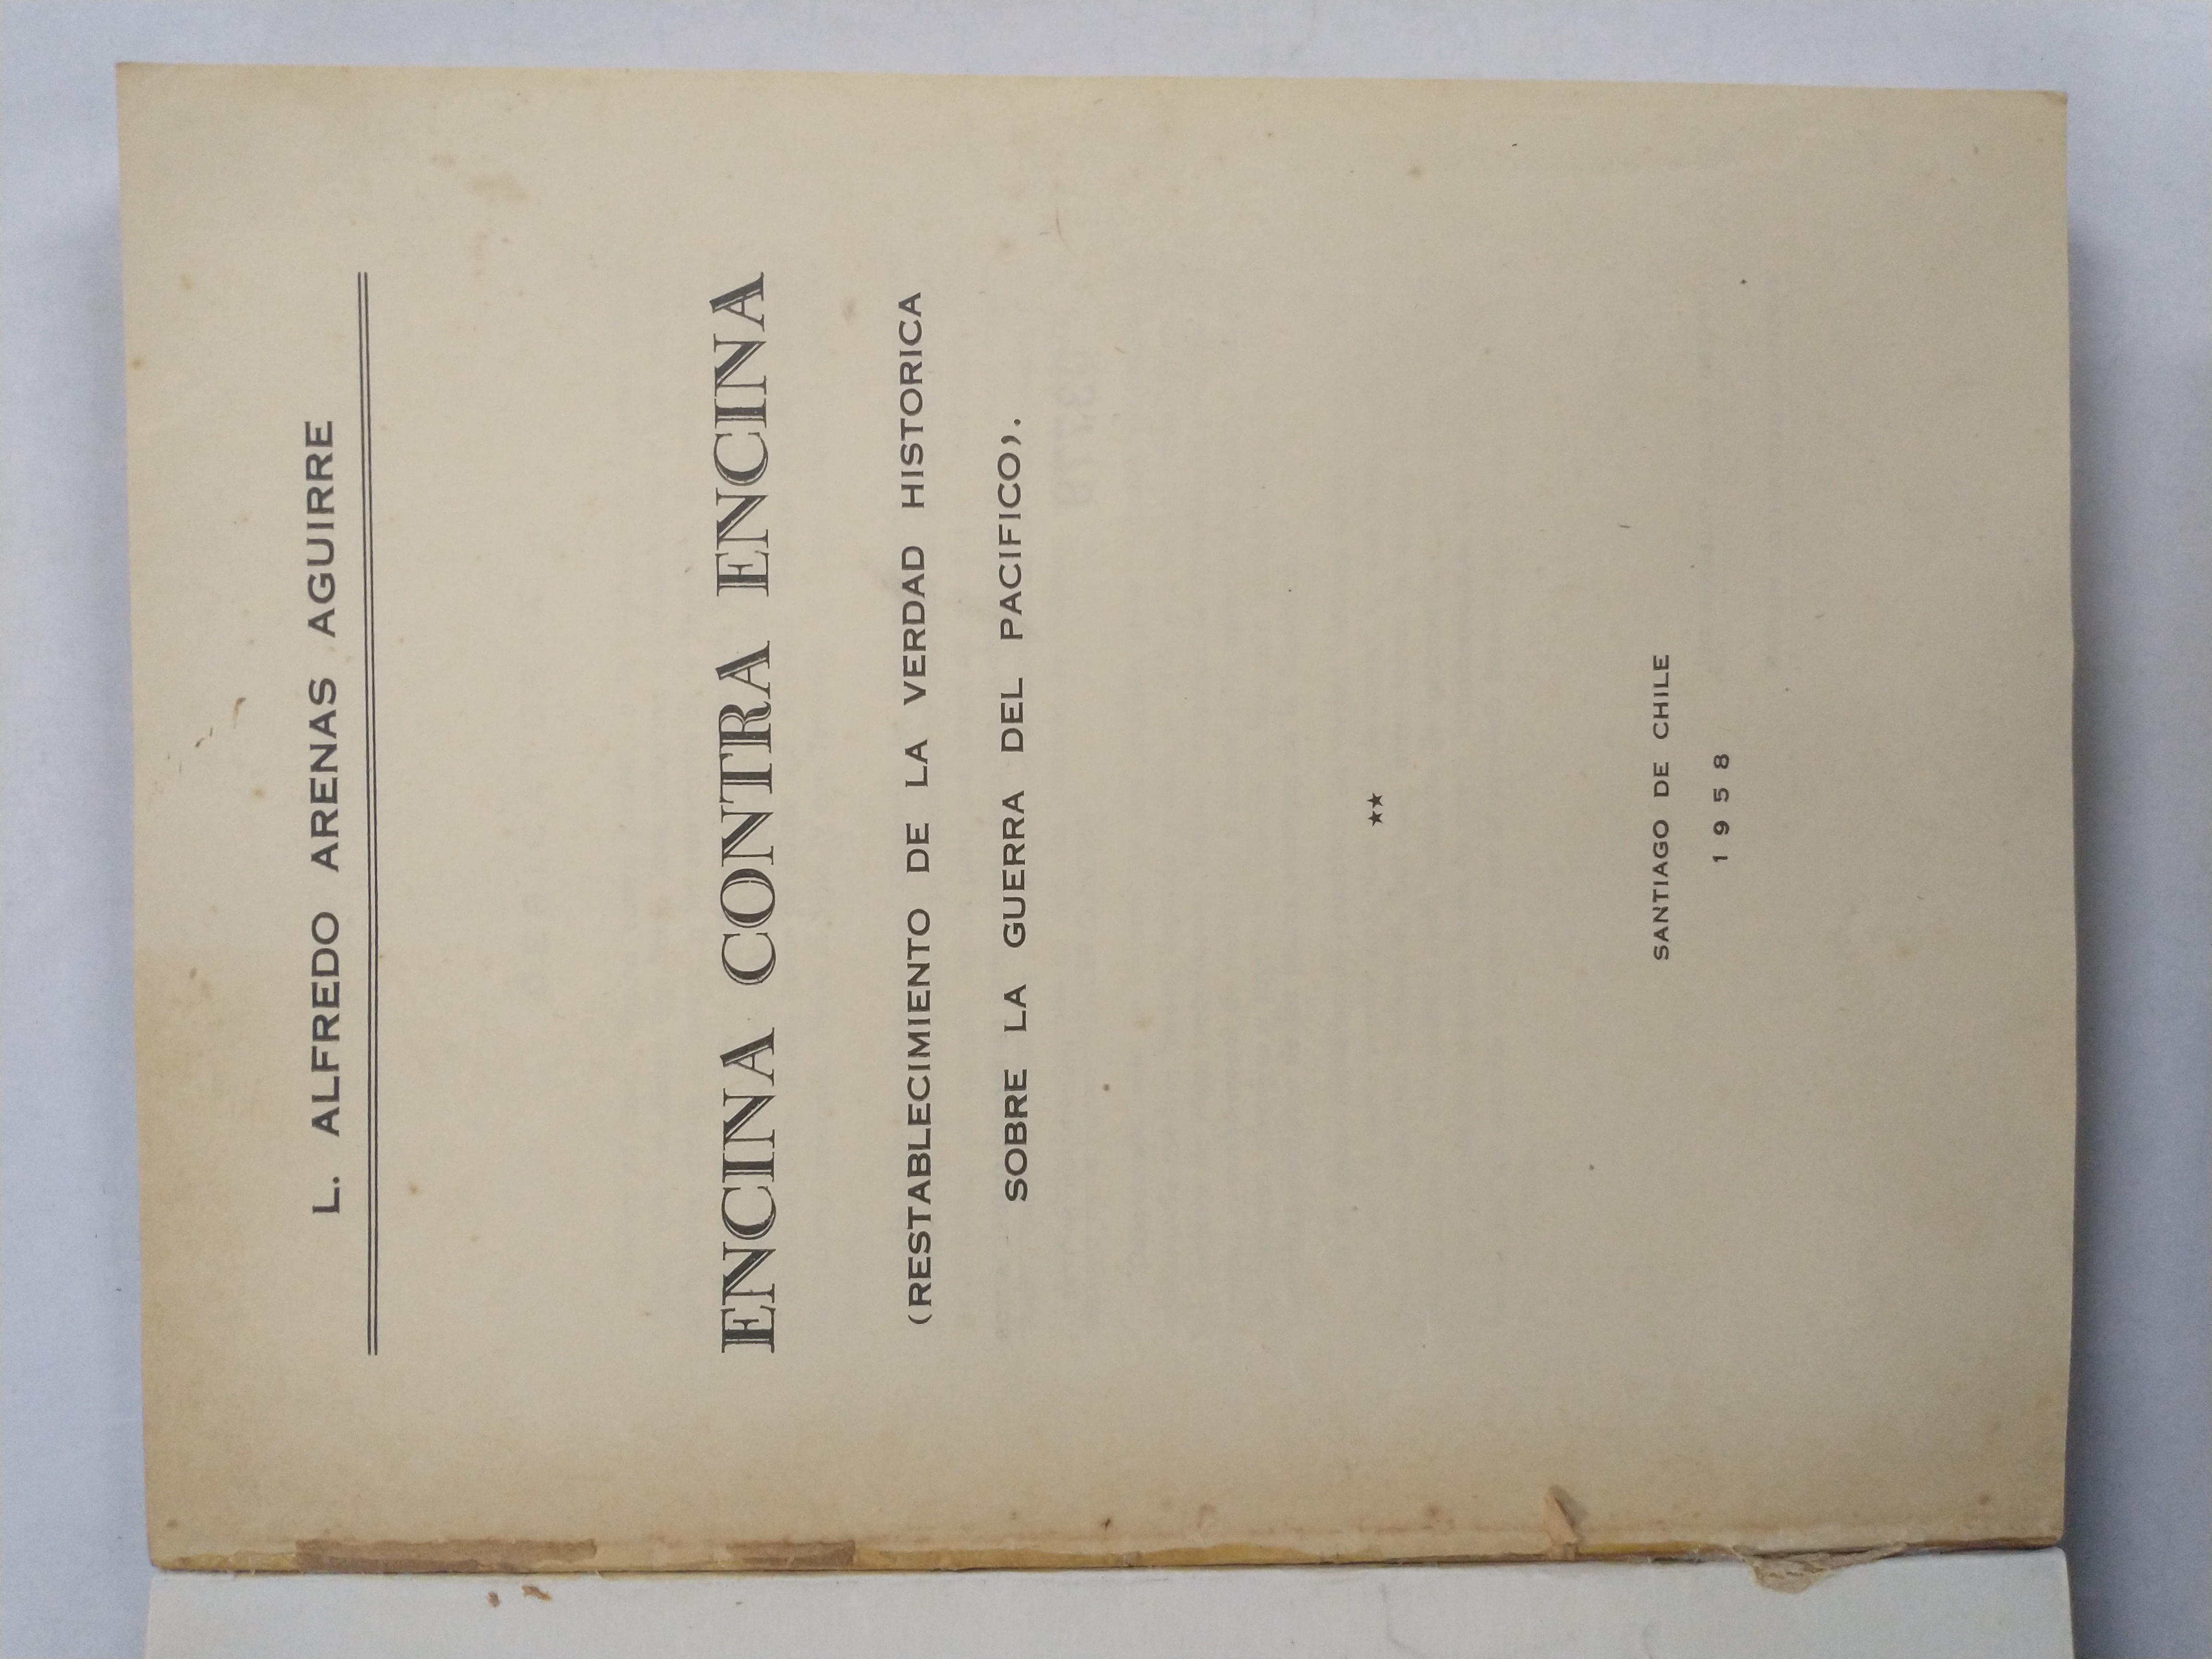 L. ALFREDO ARENAS AGUIRRE
ENCINA CONTRA ENCINA
(RESTABLECIMIENTO DE LA VERDAD HISTORICA
SOBRE LA GUERRA DEL PACIFICO).
SANTIAGO DE CHILE
1958